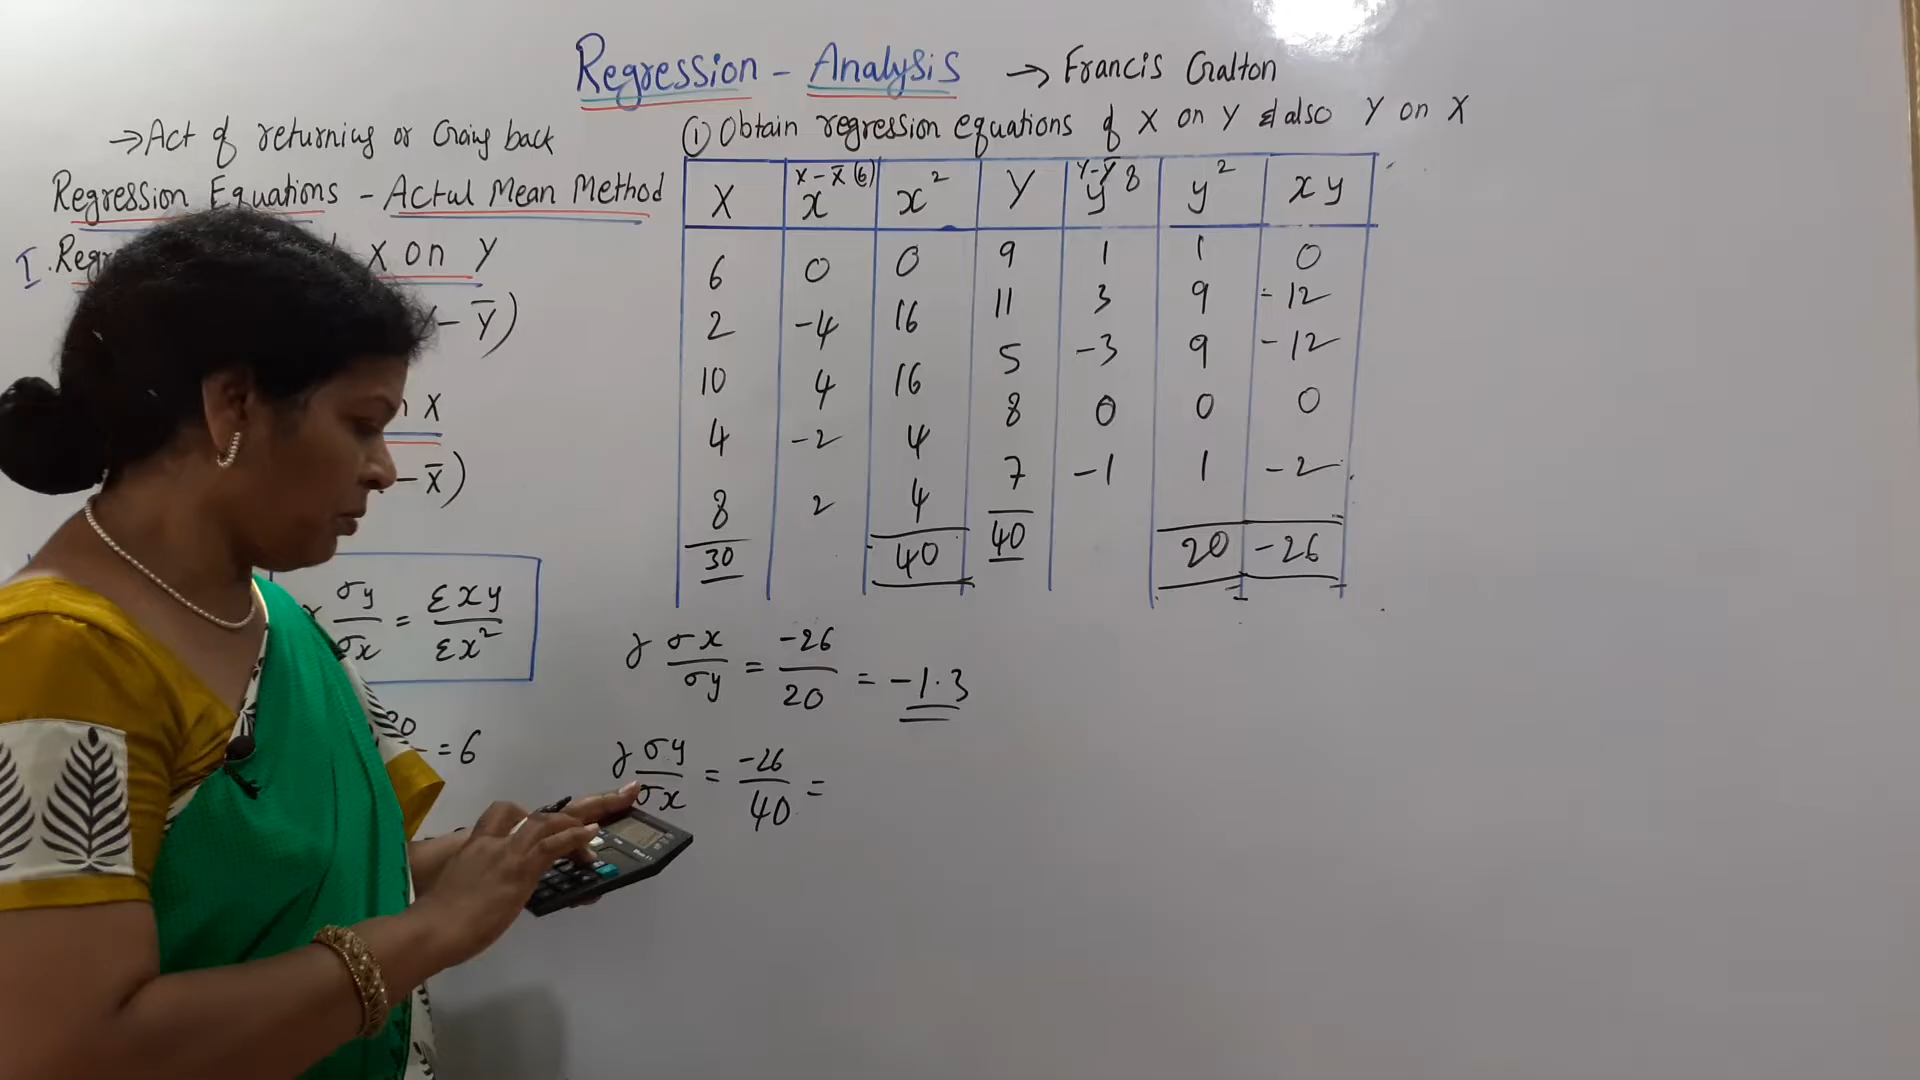 Regression - Analysis → Francis Galton
→ Act of returning or Going back
Regression Equations - Actul Mean Method
I. X on Y
- Ȳ)
X
- X̄)
σy / σx = Σxy / Σx²
= 6
① Obtain regression equations of X on Y & also Y on X
X | X - X̄ (6) x | x² | Y | Y - Ȳ 8 y | y² | xy
6 | 0 | 0 | 9 | 1 | 1 | 0
2 | -4 | 16 | 11 | 3 | 9 | -12
10 | 4 | 16 | 5 | -3 | 9 | -12
4 | -2 | 4 | 8 | 0 | 0 | 0
8 | 2 | 4 | 7 | -1 | 1 | -2
30 | 40 | 40 | 20 | -26
r σx / σy = -26 / 20 = -1.3
r σy / σx = -26 / 40 =